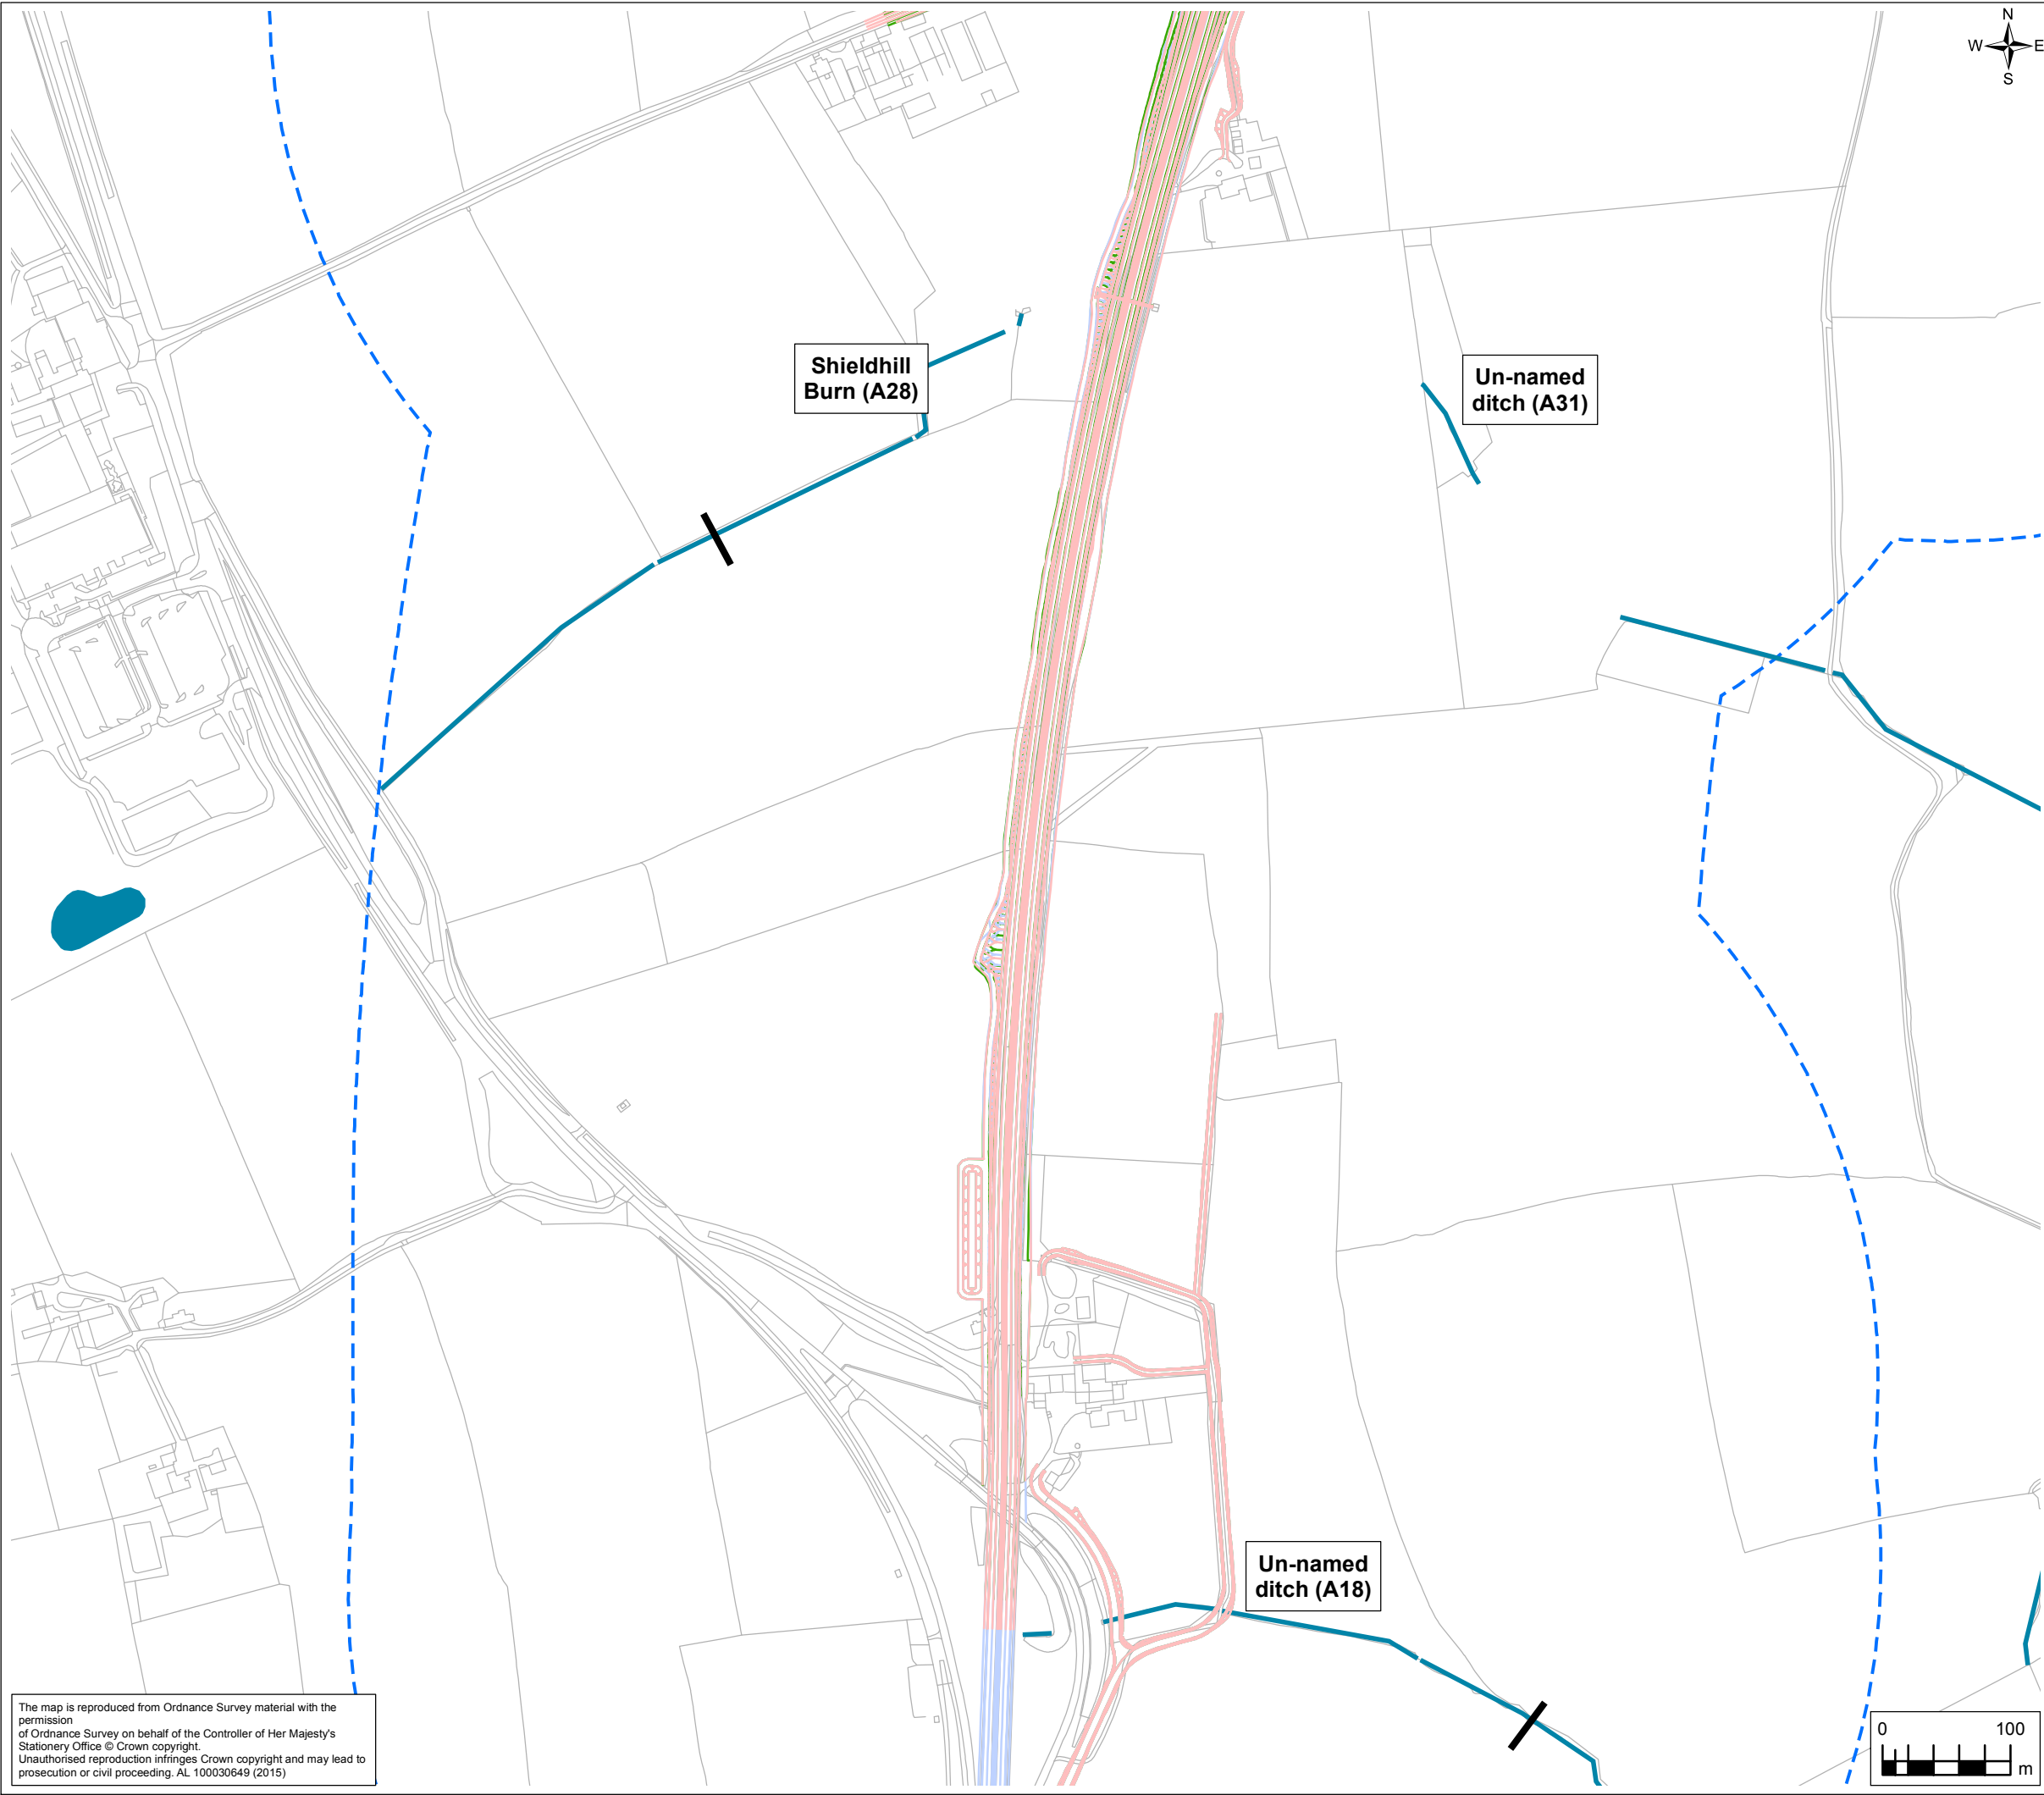 N
W E
S
Shieldhill
Burn (A28)
Un-named
ditch (A31)
Un-named
ditch (A18)
The map is reproduced from Ordnance Survey material with the
permission
of Ordnance Survey on behalf of the Controller of Her Majesty's
Stationery Office © Crown copyright.
Unauthorised reproduction infringes Crown copyright and may lead to
prosecution or civil proceeding. AL 100030649 (2015)
0 100
m